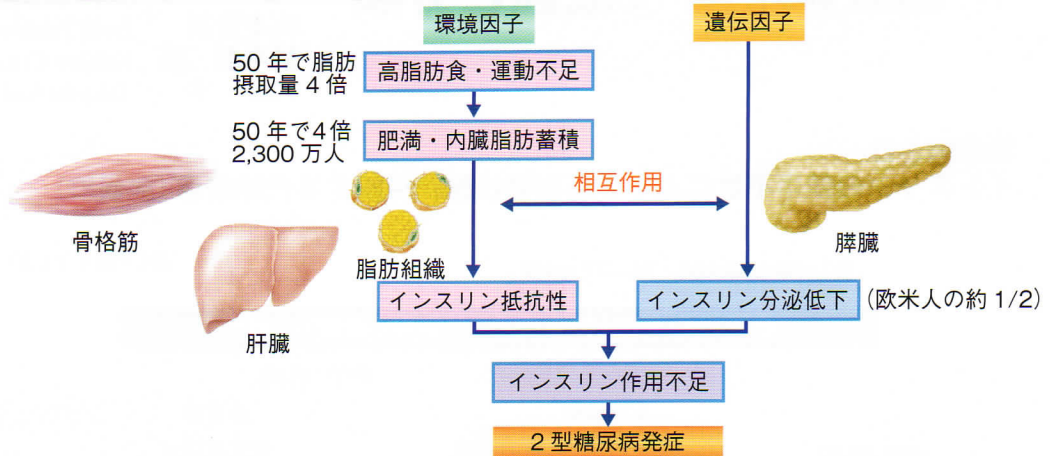 環境因子
遺伝因子
50年で脂肪
摂取量4倍
高脂肪食・運動不足
50年で4倍
2,300万人
肥満・内臓脂肪蓄積
相互作用
骨格筋
膵臓
脂肪組織
肝臓
インスリン抵抗性
インスリン分泌低下
(欧米人の約1/2)
インスリン作用不足
2型糖尿病発症